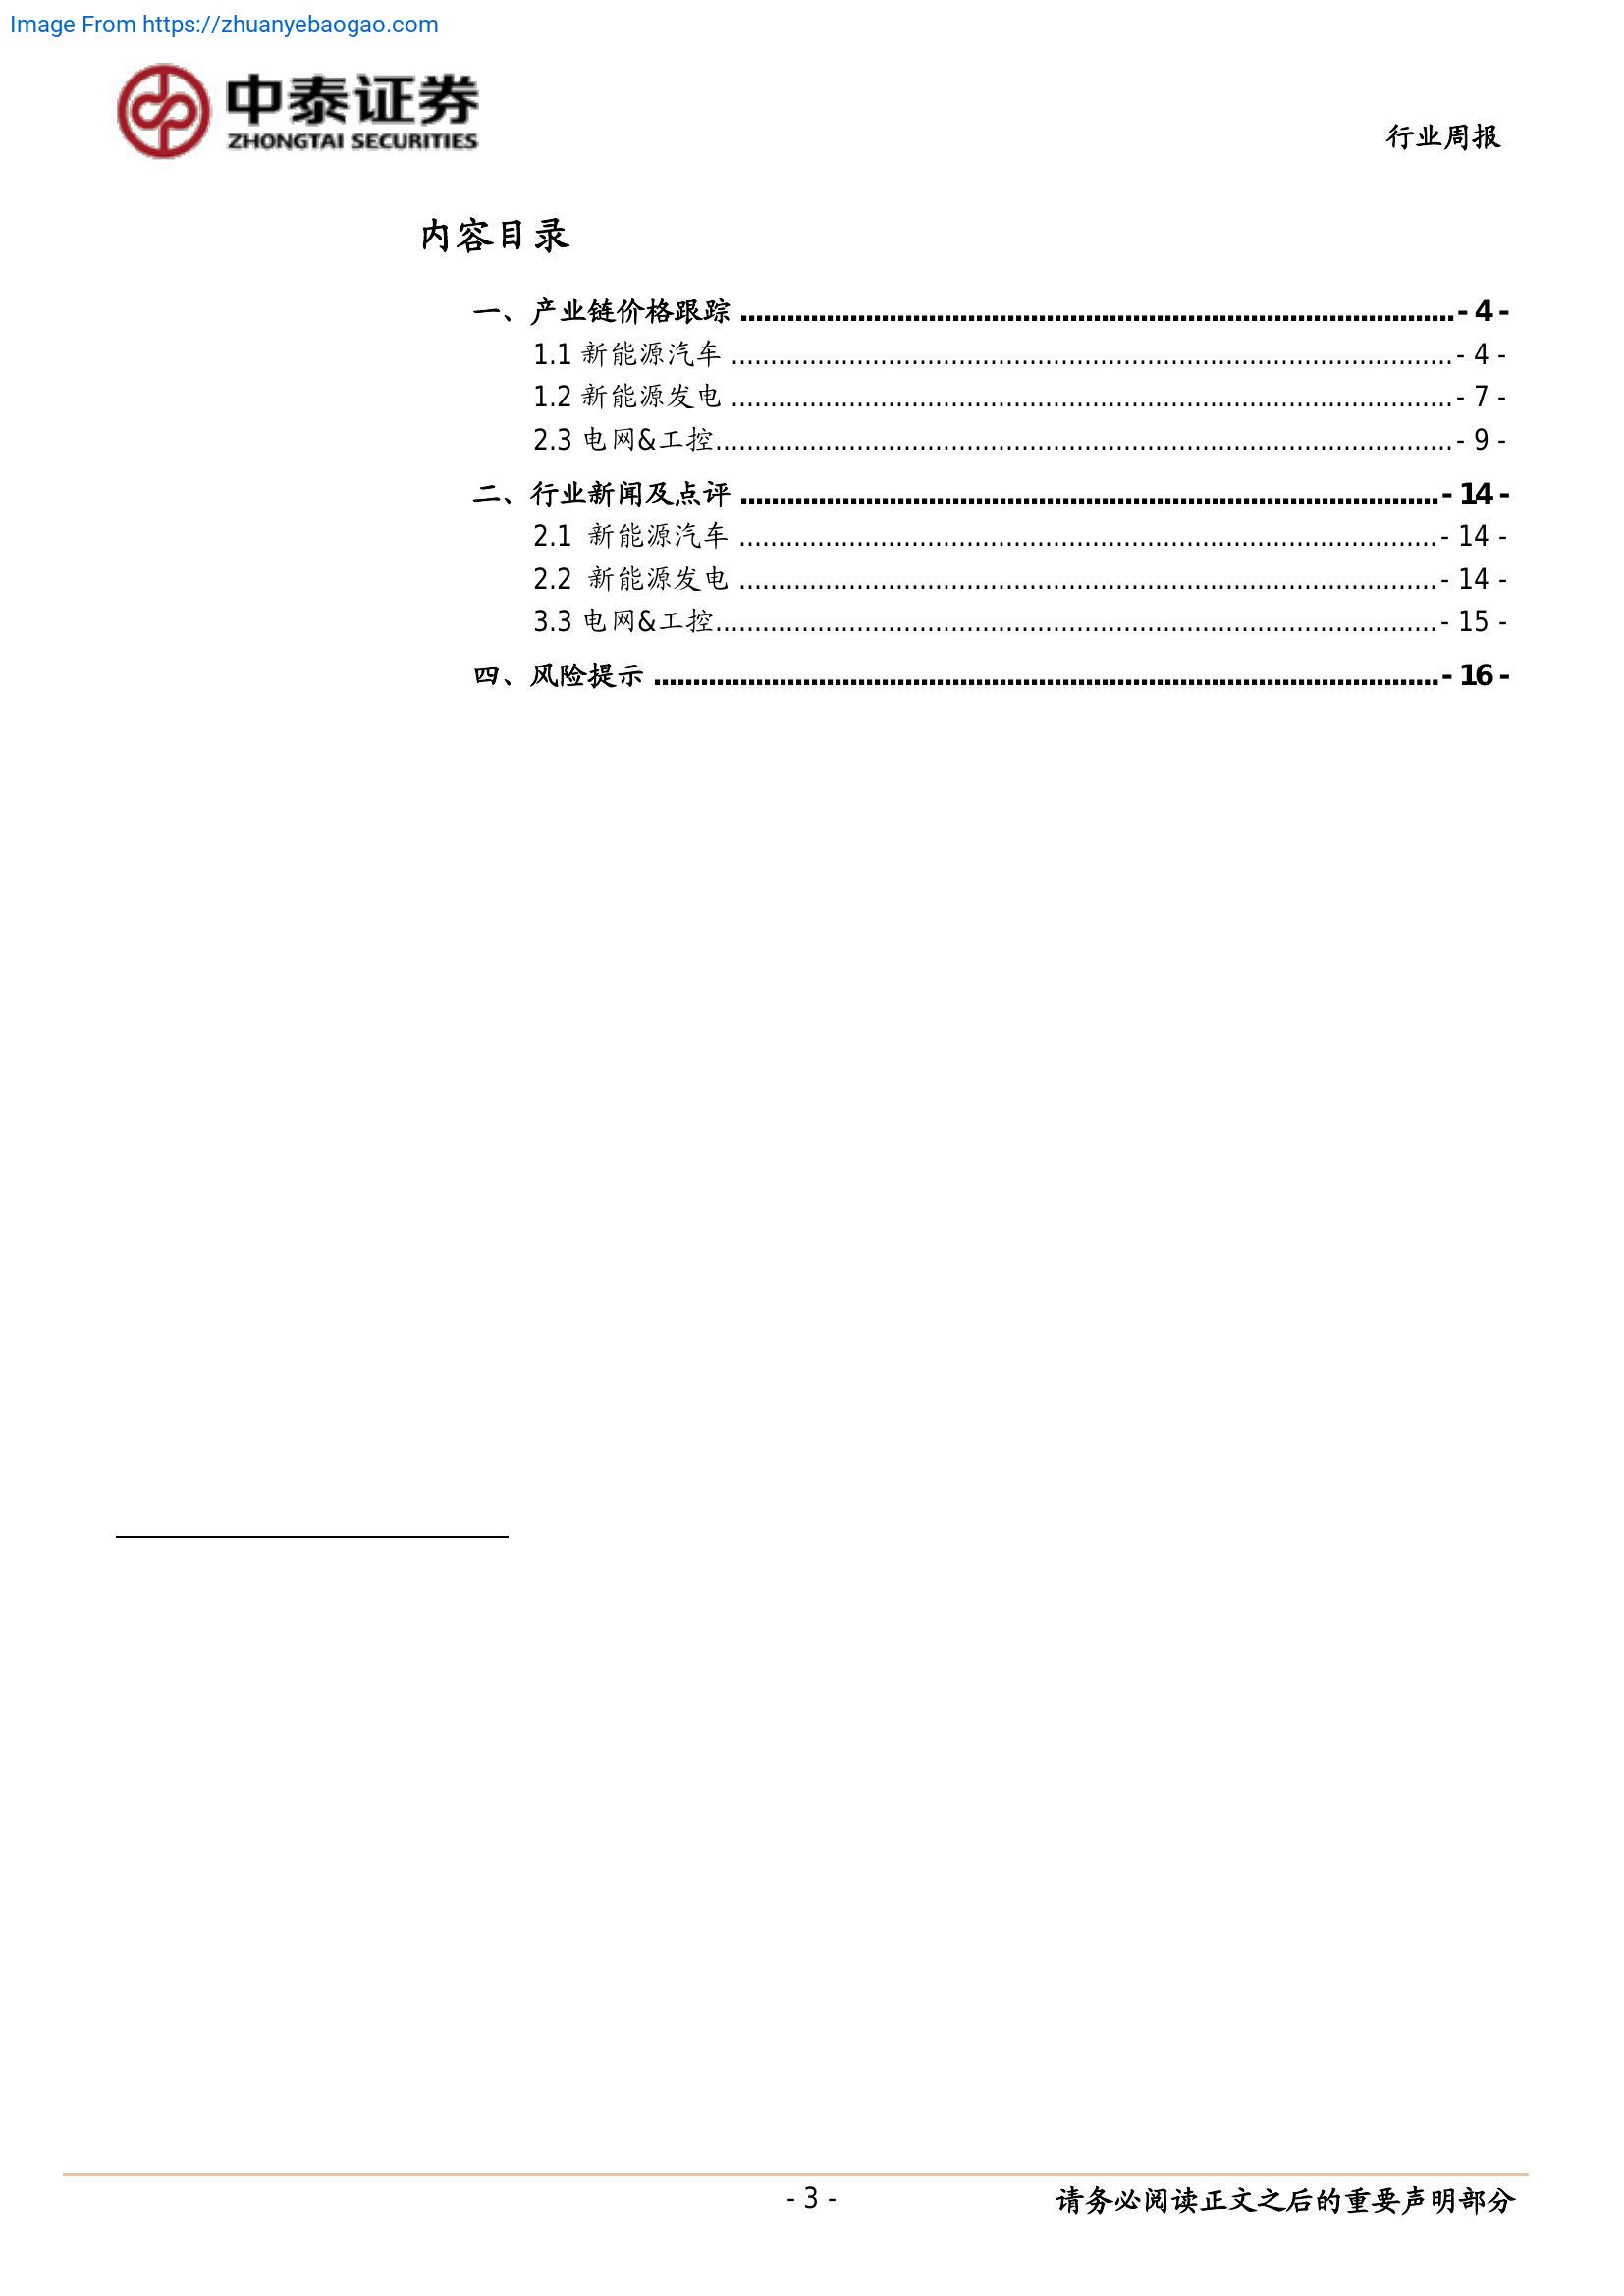 Image From https://zhuanyebaogao.com
中泰证券
ZHONGTAI SECURITIES
行业周报
内容目录
一、产业链价格跟踪 ........................................................................................... - 4 -
1.1 新能源汽车 ........................................................................................... - 4 -
1.2 新能源发电 ........................................................................................... - 7 -
2.3 电网&工控............................................................................................. - 9 -
二、行业新闻及点评 ......................................................................................... - 14 -
2.1 新能源汽车 ......................................................................................... - 14 -
2.2 新能源发电 ......................................................................................... - 14 -
3.3 电网&工控........................................................................................... - 15 -
四、风险提示 .................................................................................................... - 16 -
- 3 -
请务必阅读正文之后的重要声明部分